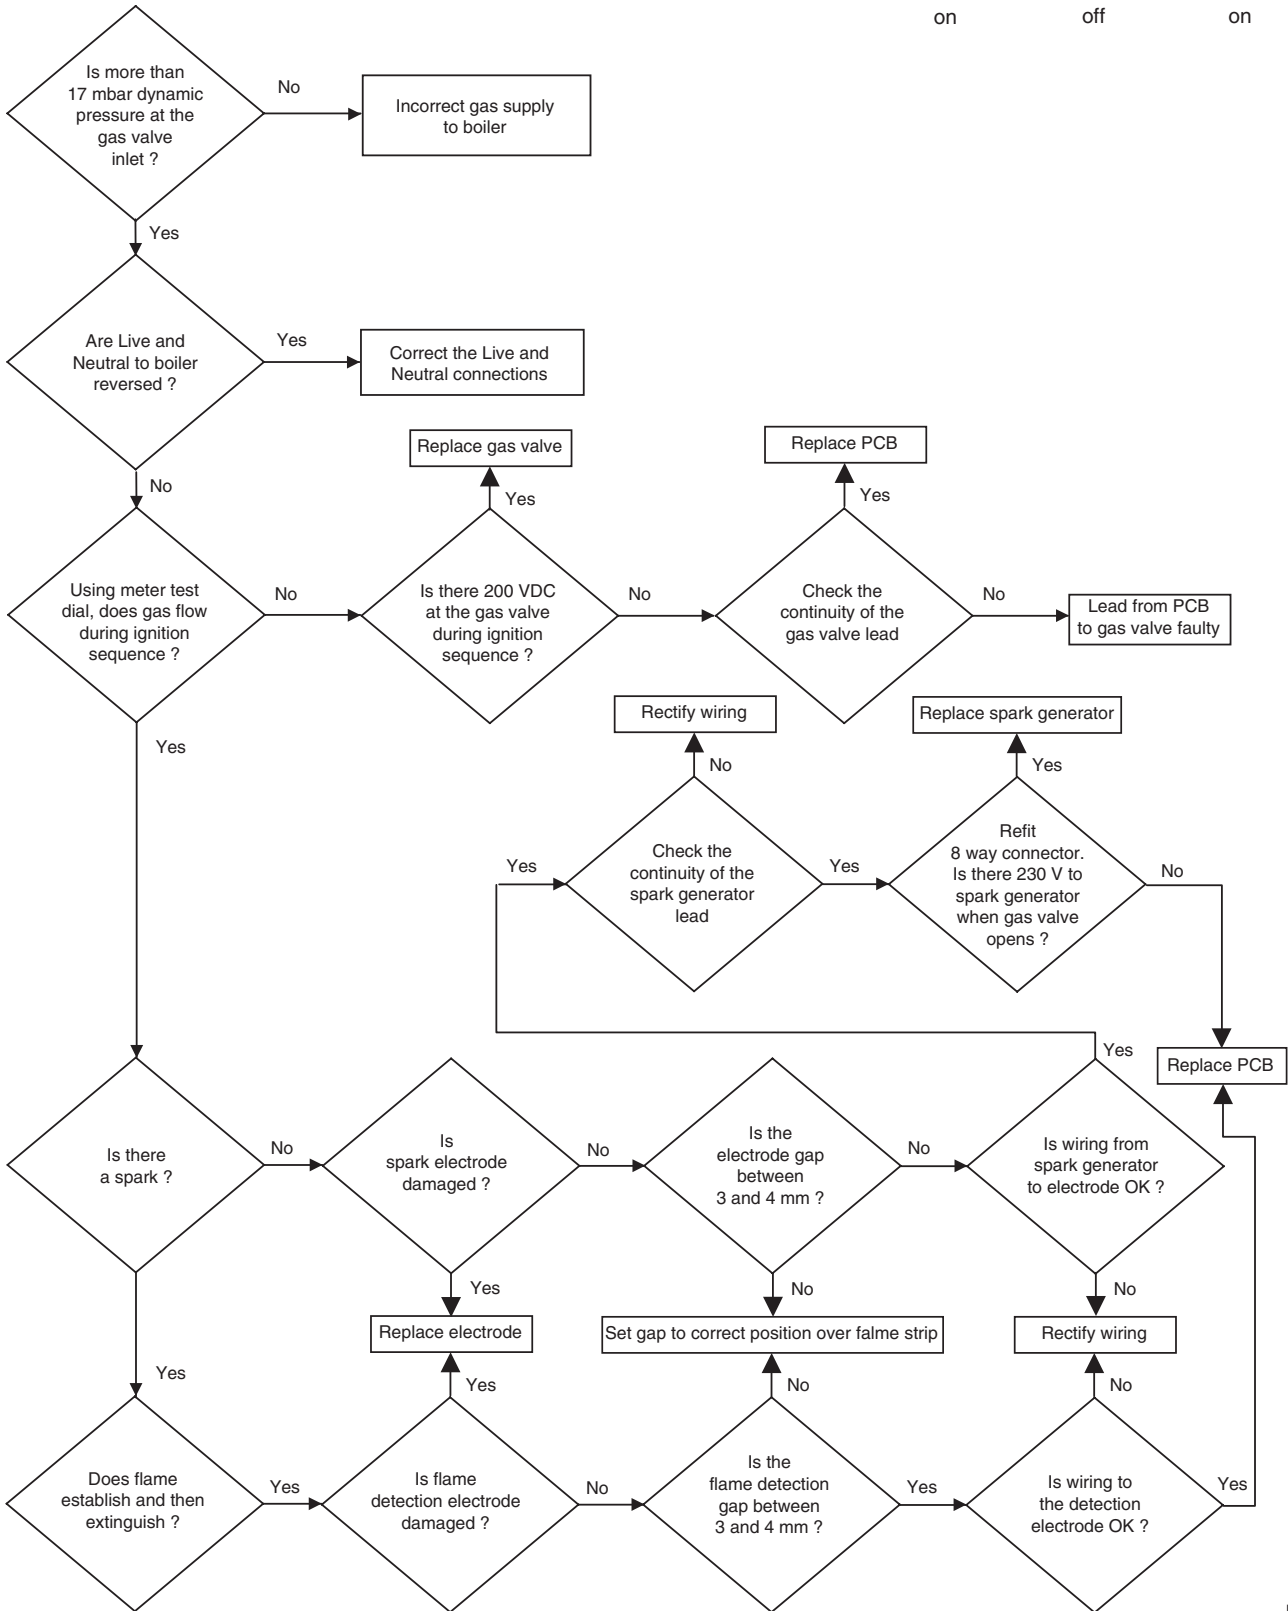 on off on
Is more than
17 mbar dynamic
pressure at the
gas valve
inlet ?
No
Incorrect gas supply
to boiler
Yes
Are Live and
Neutral to boiler
reversed ?
Yes
Correct the Live and
Neutral connections
No
Replace gas valve
Yes
Replace PCB
Yes
Using meter test
dial, does gas flow
during ignition
sequence ?
No
Is there 200 VDC
at the gas valve
during ignition
sequence ?
No
Check the
continuity of the
gas valve lead
No
Lead from PCB
to gas valve faulty
Yes
Rectify wiring
No
Replace spark generator
Yes
Yes
Check the
continuity of the
spark generator
lead
Yes
Refit
8 way connector.
Is there 230 V to
spark generator
when gas valve
opens ?
No
Yes
Replace PCB
Is there
a spark ?
No
Is
spark electrode
damaged ?
No
Is the
electrode gap
between
3 and 4 mm ?
No
Is wiring from
spark generator
to electrode OK ?
Yes
No
No
Replace electrode
Set gap to correct position over falme strip
Rectify wiring
Yes
Yes
No
No
Does flame
establish and then
extinguish ?
Yes
Is flame
detection electrode
damaged ?
No
Is the
flame detection
gap between
3 and 4 mm ?
Yes
Is wiring to
the detection
electrode OK ?
Yes